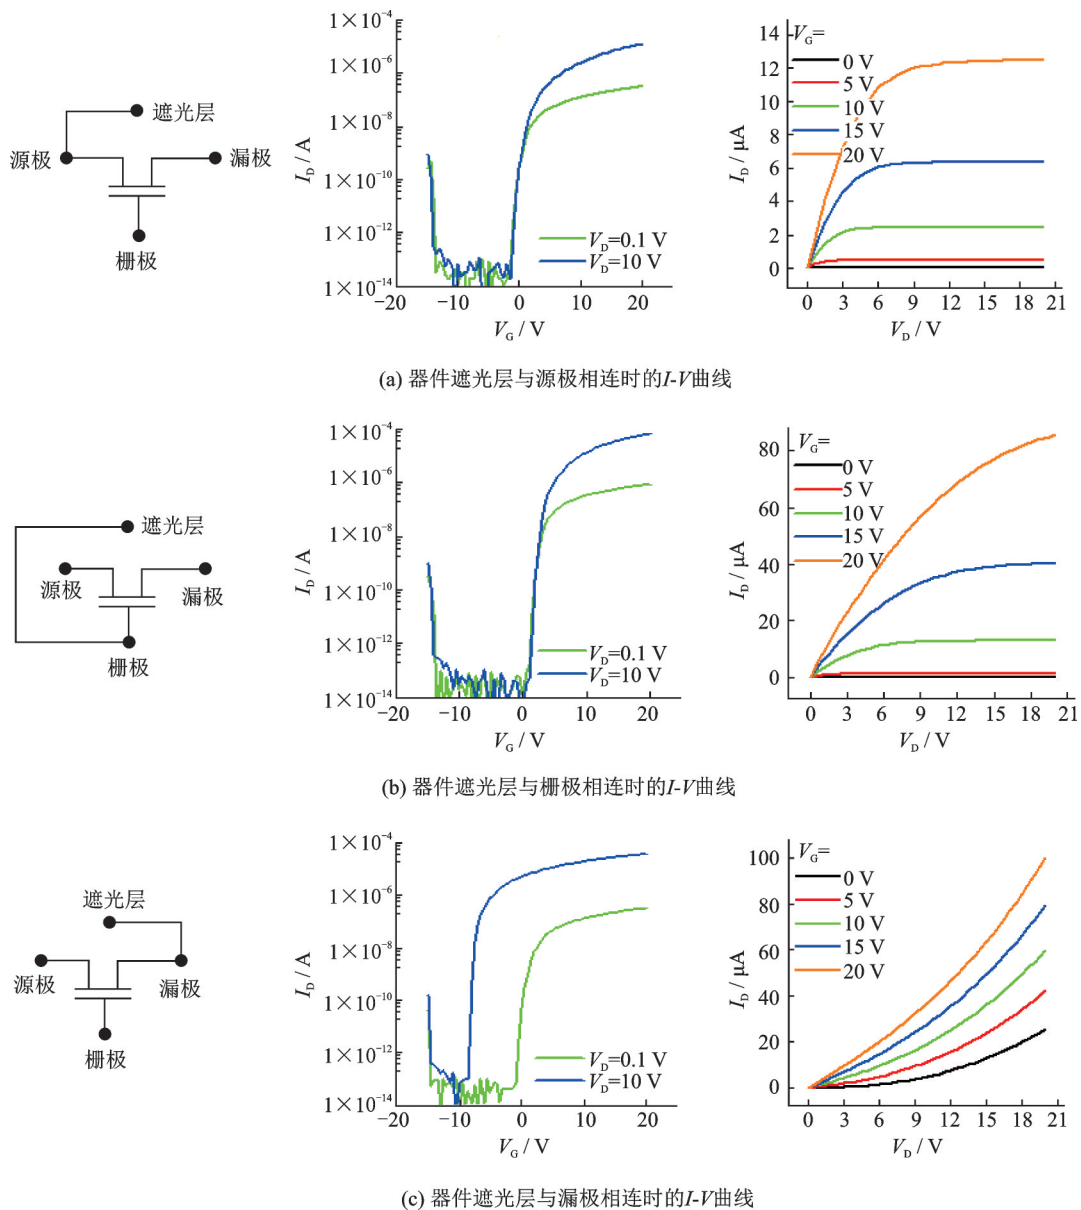 遮光层
源极
漏极
栅极
1×10⁻⁴
1×10⁻⁶
1×10⁻⁸
1×10⁻¹⁰
1×10⁻¹²
1×10⁻¹⁴
I_D / A
V_D=0.1 V
V_D=10 V
−20 −10 0 10 20
V_G / V
14
12
10
8
6
4
2
0
I_D / μA
V_G=
0 V
5 V
10 V
15 V
20 V
0 3 6 9 12 15 18 21
V_D / V
(a) 器件遮光层与源极相连时的I-V曲线
遮光层
源极
漏极
栅极
1×10⁻⁴
1×10⁻⁶
1×10⁻⁸
1×10⁻¹⁰
1×10⁻¹²
1×10⁻¹⁴
I_D / A
V_D=0.1 V
V_D=10 V
−20 −10 0 10 20
V_G / V
80
60
40
20
0
I_D / μA
V_G=
0 V
5 V
10 V
15 V
20 V
0 3 6 9 12 15 18 21
V_D / V
(b) 器件遮光层与栅极相连时的I-V曲线
遮光层
源极
漏极
栅极
1×10⁻⁴
1×10⁻⁶
1×10⁻⁸
1×10⁻¹⁰
1×10⁻¹²
1×10⁻¹⁴
I_D / A
V_D=0.1 V
V_D=10 V
−20 −10 0 10 20
V_G / V
100
80
60
40
20
0
I_D / μA
V_G=
0 V
5 V
10 V
15 V
20 V
0 3 6 9 12 15 18 21
V_D / V
(c) 器件遮光层与漏极相连时的I-V曲线